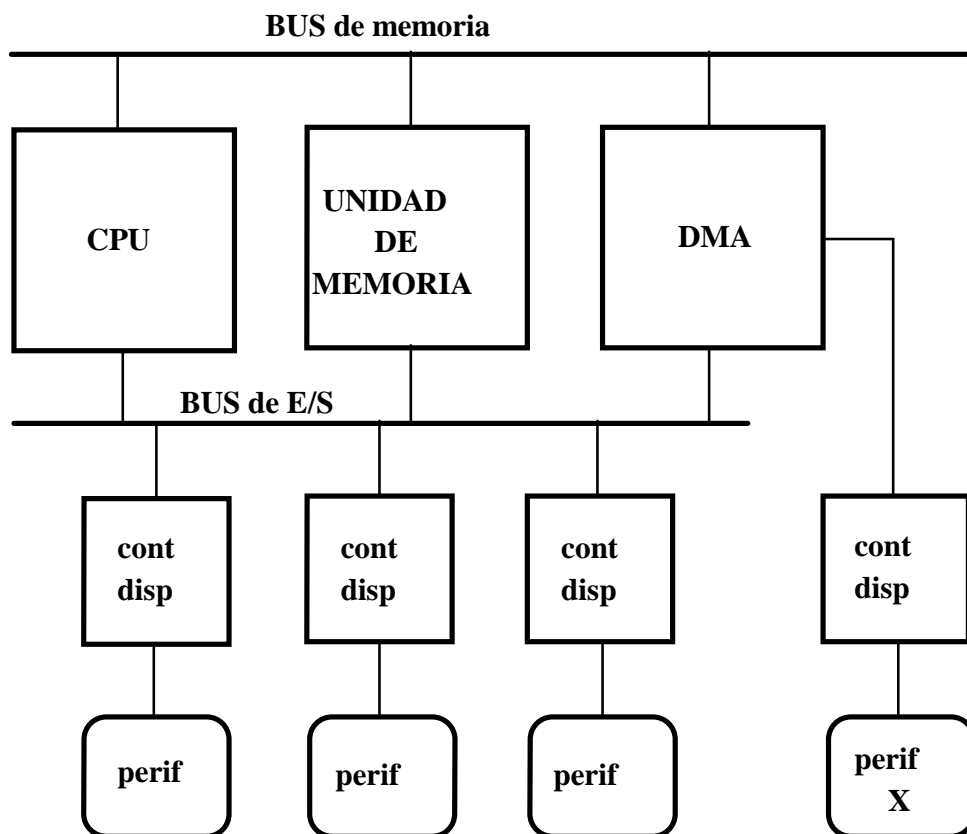 BUS de memoria
CPU
UNIDAD
DE
MEMORIA
DMA
BUS de E/S
cont
disp
cont
disp
cont
disp
cont
disp
perif
perif
perif
perif
X